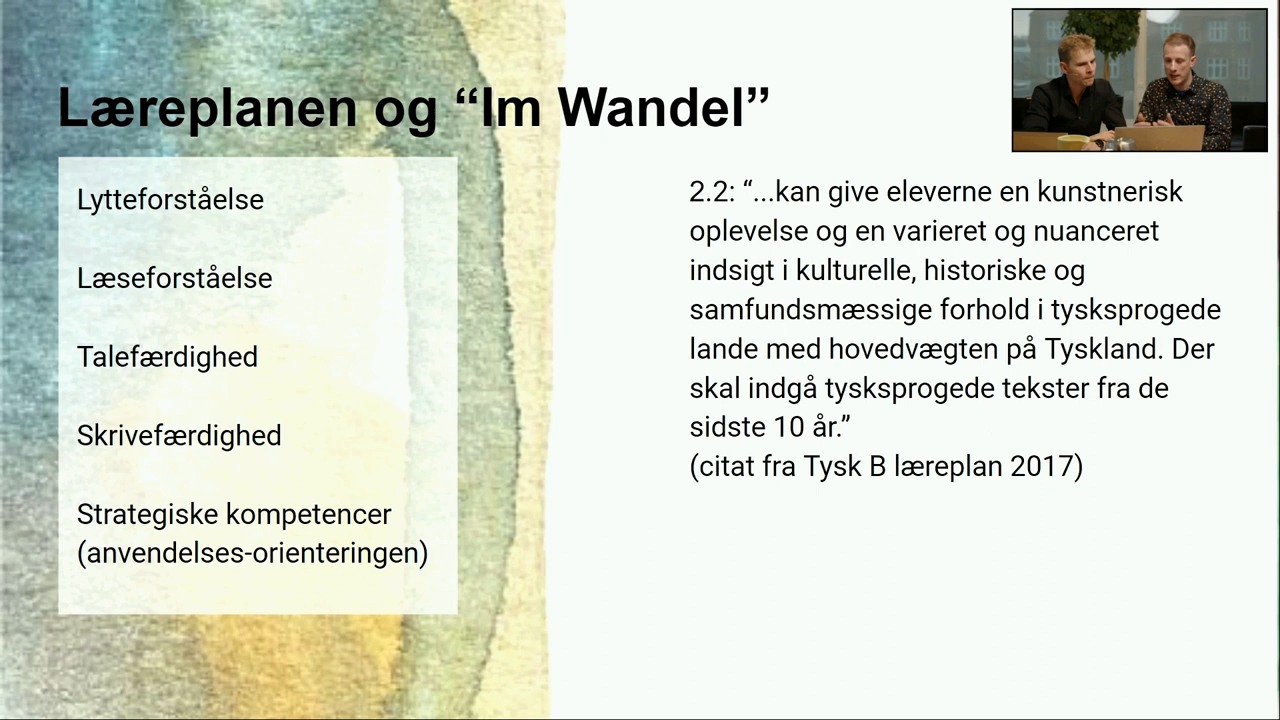 Læreplanen og “Im Wandel”
Lytteforståelse
Læseforståelse
Talefærdighed
Skrivefærdighed
Strategiske kompetencer
(anvendelses-orienteringen)
2.2: “...kan give eleverne en kunstnerisk
oplevelse og en varieret og nuanceret
indsigt i kulturelle, historiske og
samfundsmæssige forhold i tysksprogede
lande med hovedvægten på Tyskland. Der
skal indgå tysksprogede tekster fra de
sidste 10 år.”
(citat fra Tysk B læreplan 2017)